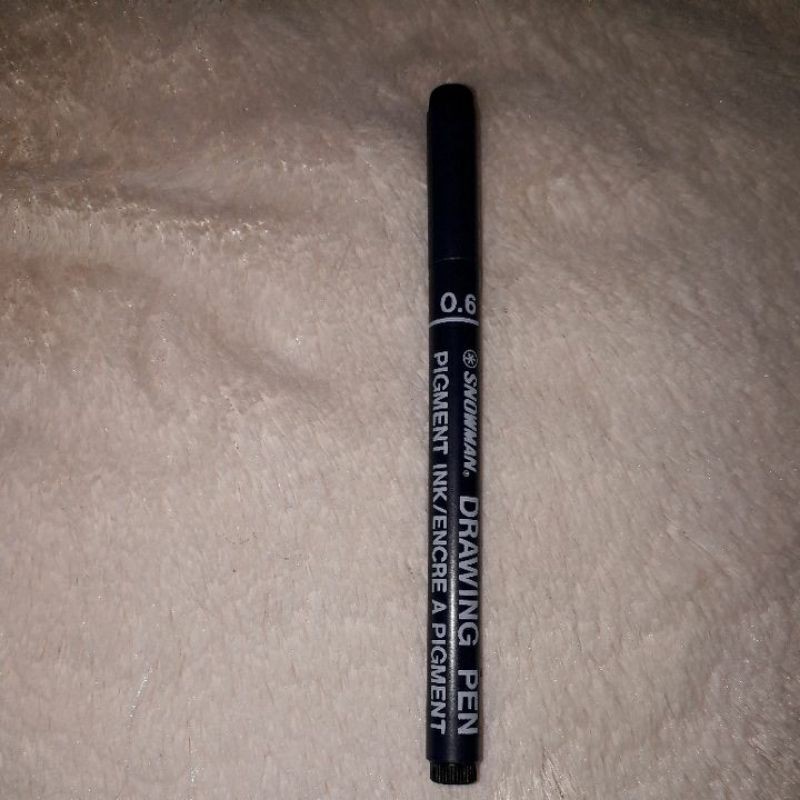 0.6
SNOWMAN® DRAWING PEN
PIGMENT INK/ENCRE A PIGMENT